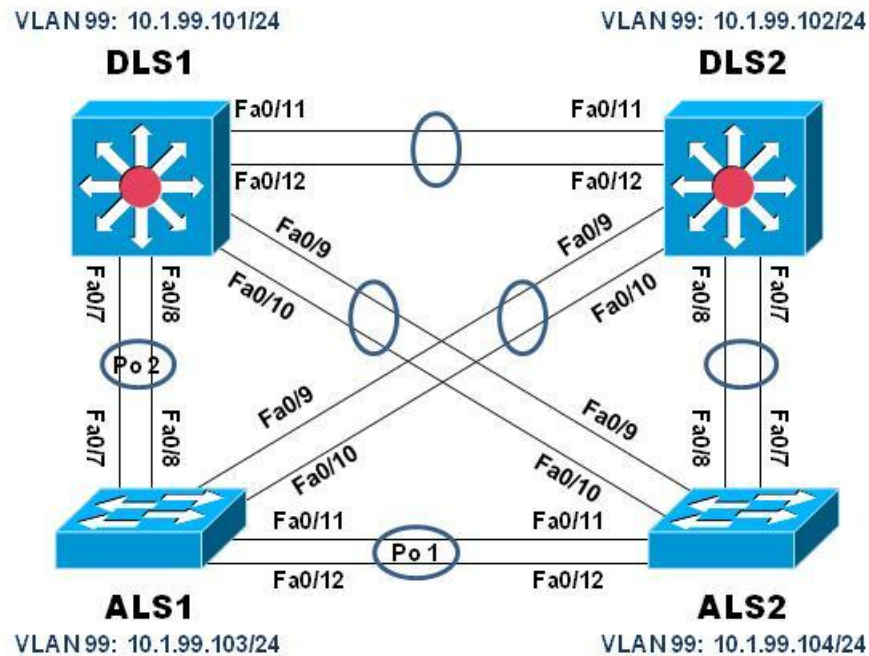 VLAN 99: 10.1.99.101/24
VLAN 99: 10.1.99.102/24
DLS1
DLS2
Fa0/11
Fa0/11
Fa0/12
Fa0/12
Fa0/9
Fa0/9
Fa0/10
Fa0/10
Fa0/7
Fa0/8
Fa0/8
Fa0/7
Po 2
Fa0/7
Fa0/8
Fa0/9
Fa0/10
Fa0/9
Fa0/10
Fa0/8
Fa0/7
Fa0/11
Fa0/11
Po 1
Fa0/12
Fa0/12
ALS1
ALS2
VLAN 99: 10.1.99.103/24
VLAN 99: 10.1.99.104/24